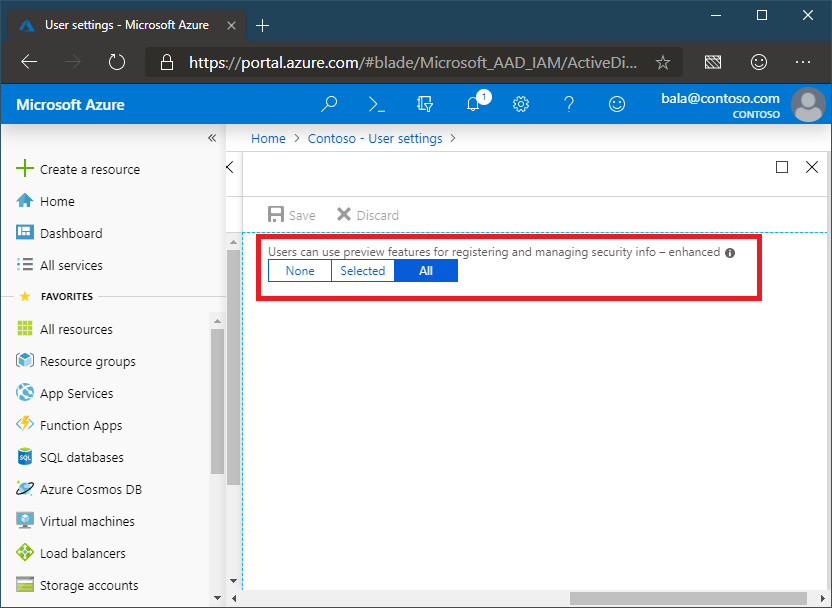 User settings - Microsoft Azure
https://portal.azure.com/#blade/Microsoft_AAD_IAM/ActiveDi...
Microsoft Azure
1
bala@contoso.com
CONTOSO
Home > Contoso - User settings >
Create a resource
Home
Dashboard
All services
FAVORITES
All resources
Resource groups
App Services
Function Apps
SQL databases
Azure Cosmos DB
Virtual machines
Load balancers
Storage accounts
Save Discard
Users can use preview features for registering and managing security info – enhanced
None Selected All